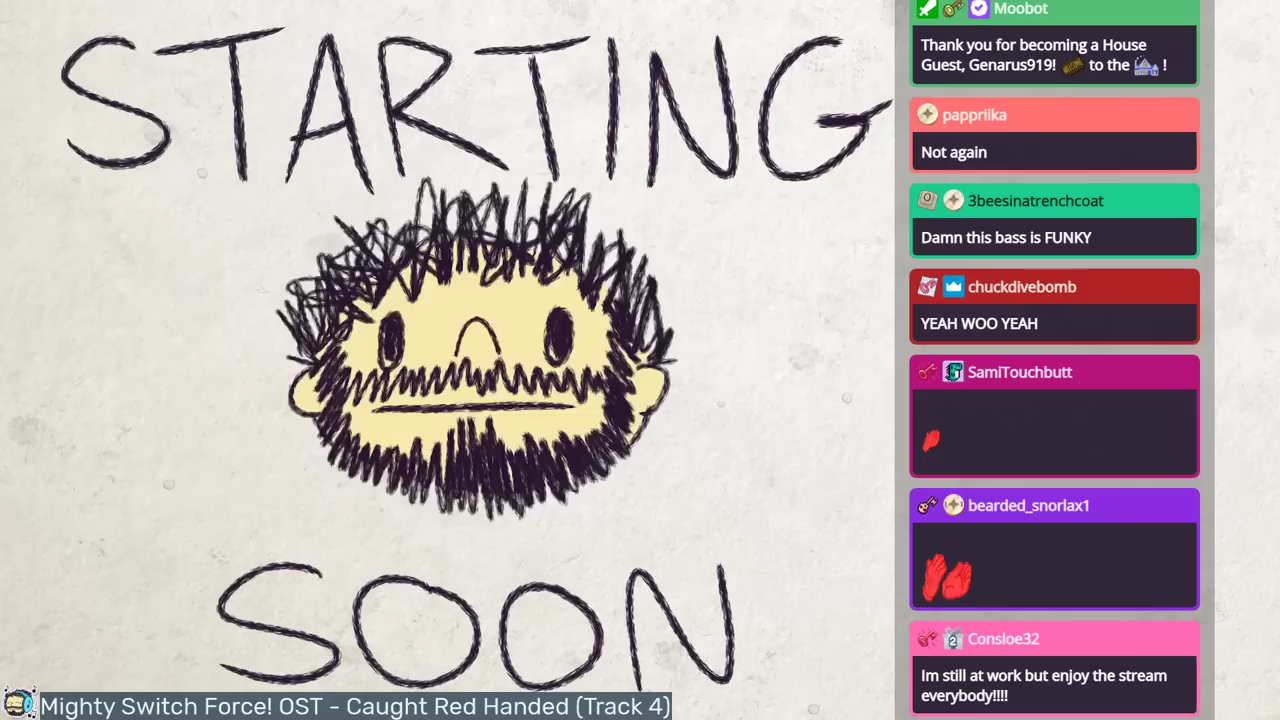 STARTING
SOON
Mighty Switch Force! OST - Caught Red Handed (Track 4)
Moobot
Thank you for becoming a House
Guest, Genarus919! to the !
pappriika
Not again
3beesinatrenchcoat
Damn this bass is FUNKY
chuckdivebomb
YEAH WOO YEAH
SamiTouchbutt
bearded_snorlax1
2 Consloe32
Im still at work but enjoy the stream
everybody!!!!